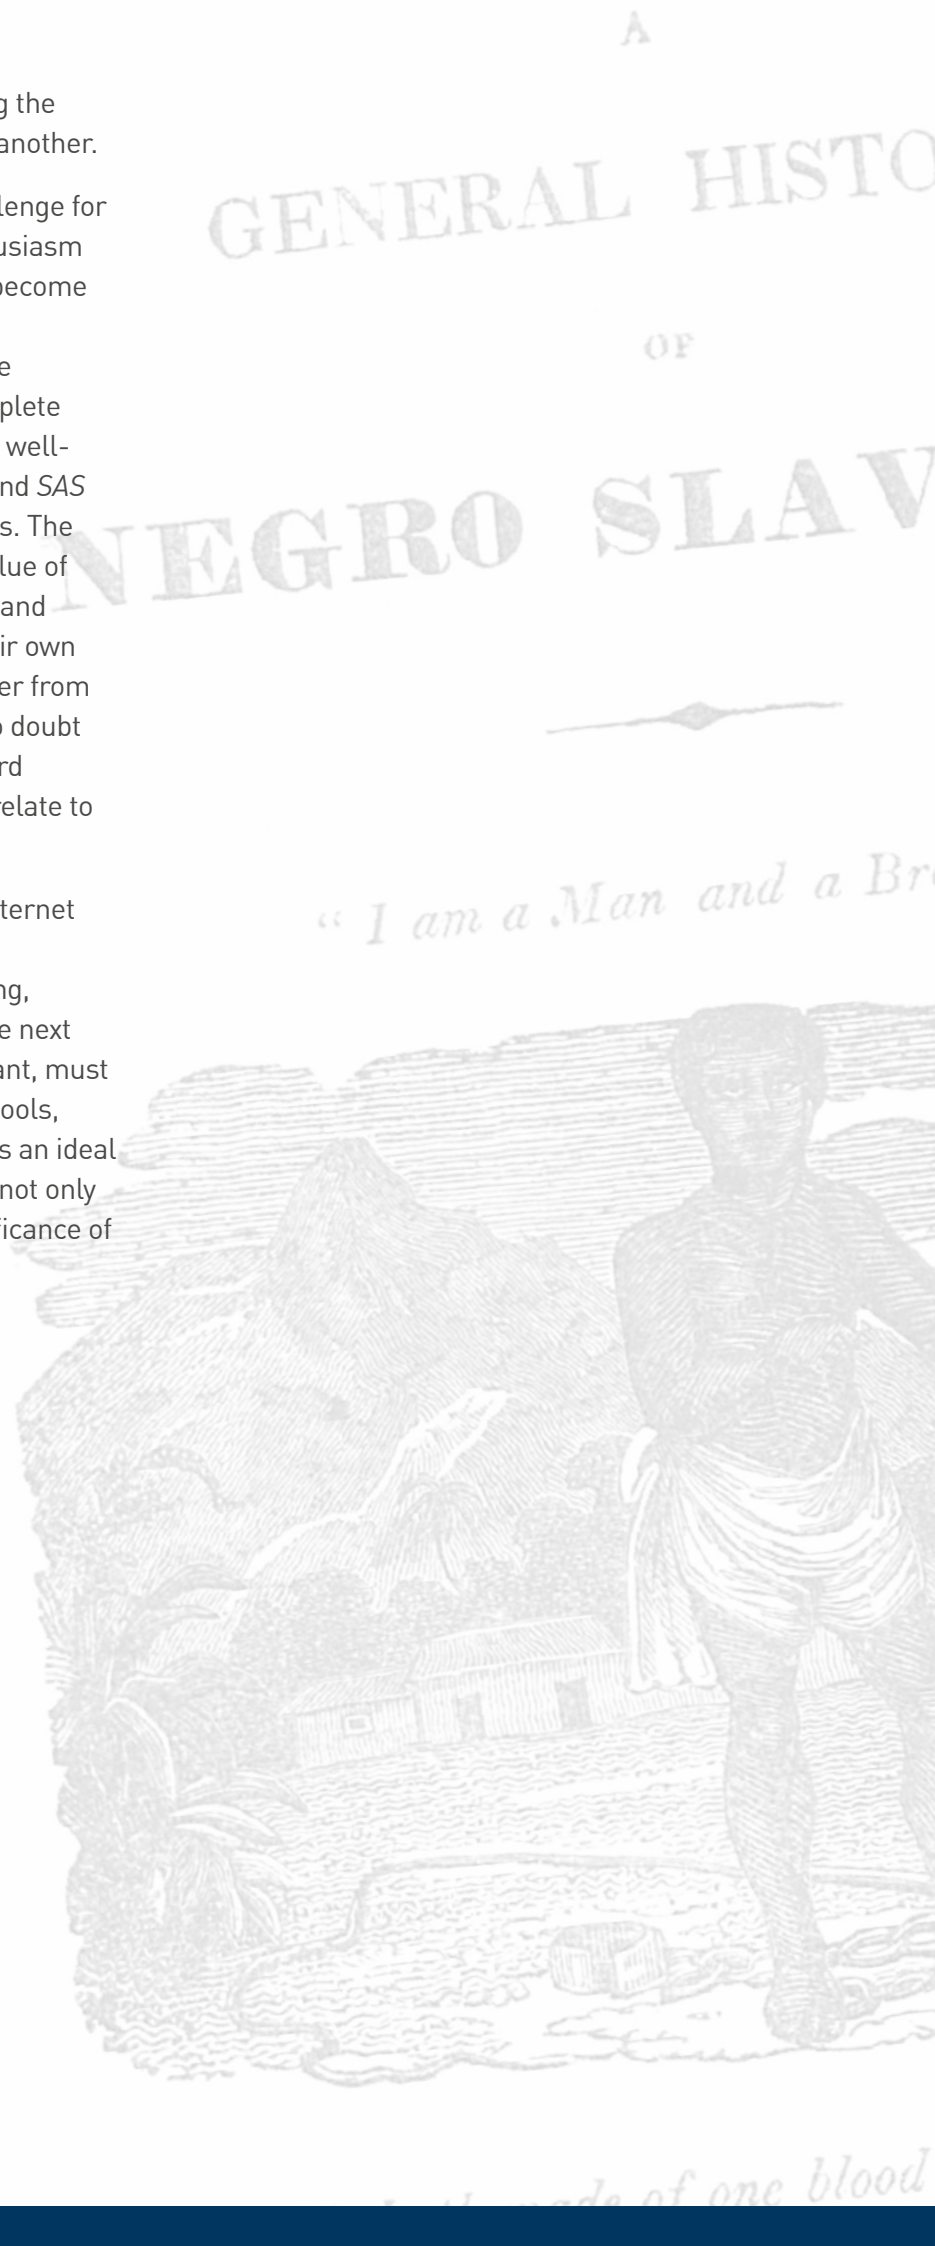 g the
another.
lenge for
usiasm
become
e
plete
well-
nd SAS
s. The
lue of
and
ir own
er from
o doubt
rd
relate to
ternet
ng,
e next
ant, must
ools,
s an ideal
not only
ficance of
A
GENERAL HISTO
OF
NEGRO SLAV
“ I am a Man and a Bro
made of one blood